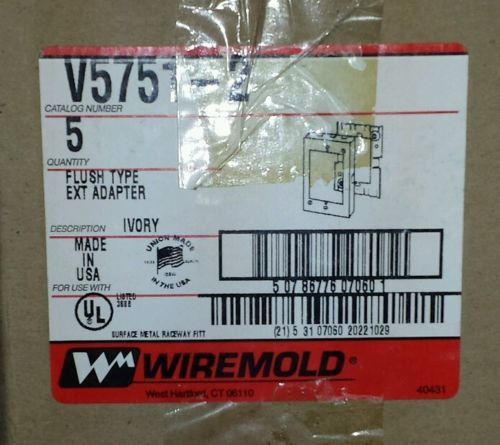 V5751-2
CATALOG NUMBER
5
QUANTITY
FLUSH TYPE
EXT ADAPTER
DESCRIPTION IVORY
MADE
IN
USA
UNION MADE
IN THE USA
FOR USE WITH
5 07 86776 07060 1
UL
LISTED
SURFACE METAL RACEWAY FITT
(21) 5 31 07060 20221029
WIREMOLD®
West Hartford, CT 06110
40431